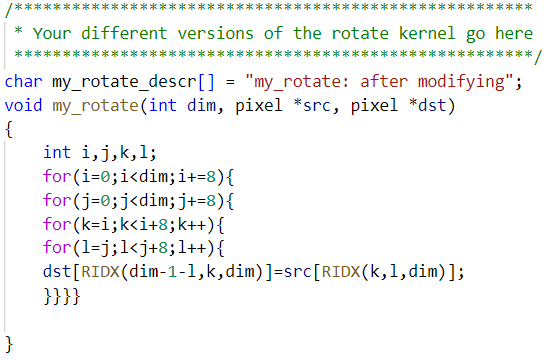 /*****************************************************
 * Your different versions of the rotate kernel go here
 *****************************************************/
char my_rotate_descr[] = "my_rotate: after modifying";
void my_rotate(int dim, pixel *src, pixel *dst)
{
    int i,j,k,l;
    for(i=0;i<dim;i+=8){
    for(j=0;j<dim;j+=8){
    for(k=i;k<i+8;k++){
    for(l=j;l<j+8;l++){
    dst[RIDX(dim-1-l,k,dim)]=src[RIDX(k,l,dim)];
    }}}}
}